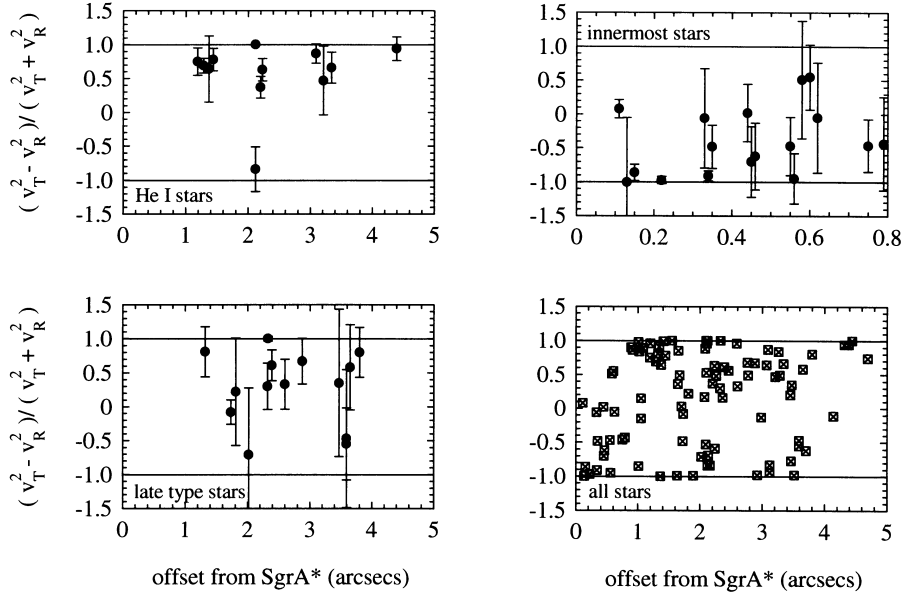 ( v_T^2 - v_R^2 ) / ( v_T^2 + v_R^2 )
1.5
1.0
0.5
0
-0.5
-1.0
-1.5
He I stars
0 1 2 3 4 5
1.5
1.0
0.5
0
-0.5
-1.0
-1.5
innermost stars
0 0.2 0.4 0.6 0.8
( v_T^2 - v_R^2 ) / ( v_T^2 + v_R^2 )
1.5
1.0
0.5
0
-0.5
-1.0
-1.5
late type stars
0 1 2 3 4 5
offset from SgrA* (arcsecs)
1.5
1.0
0.5
0
-0.5
-1.0
-1.5
all stars
0 1 2 3 4 5
offset from SgrA* (arcsecs)